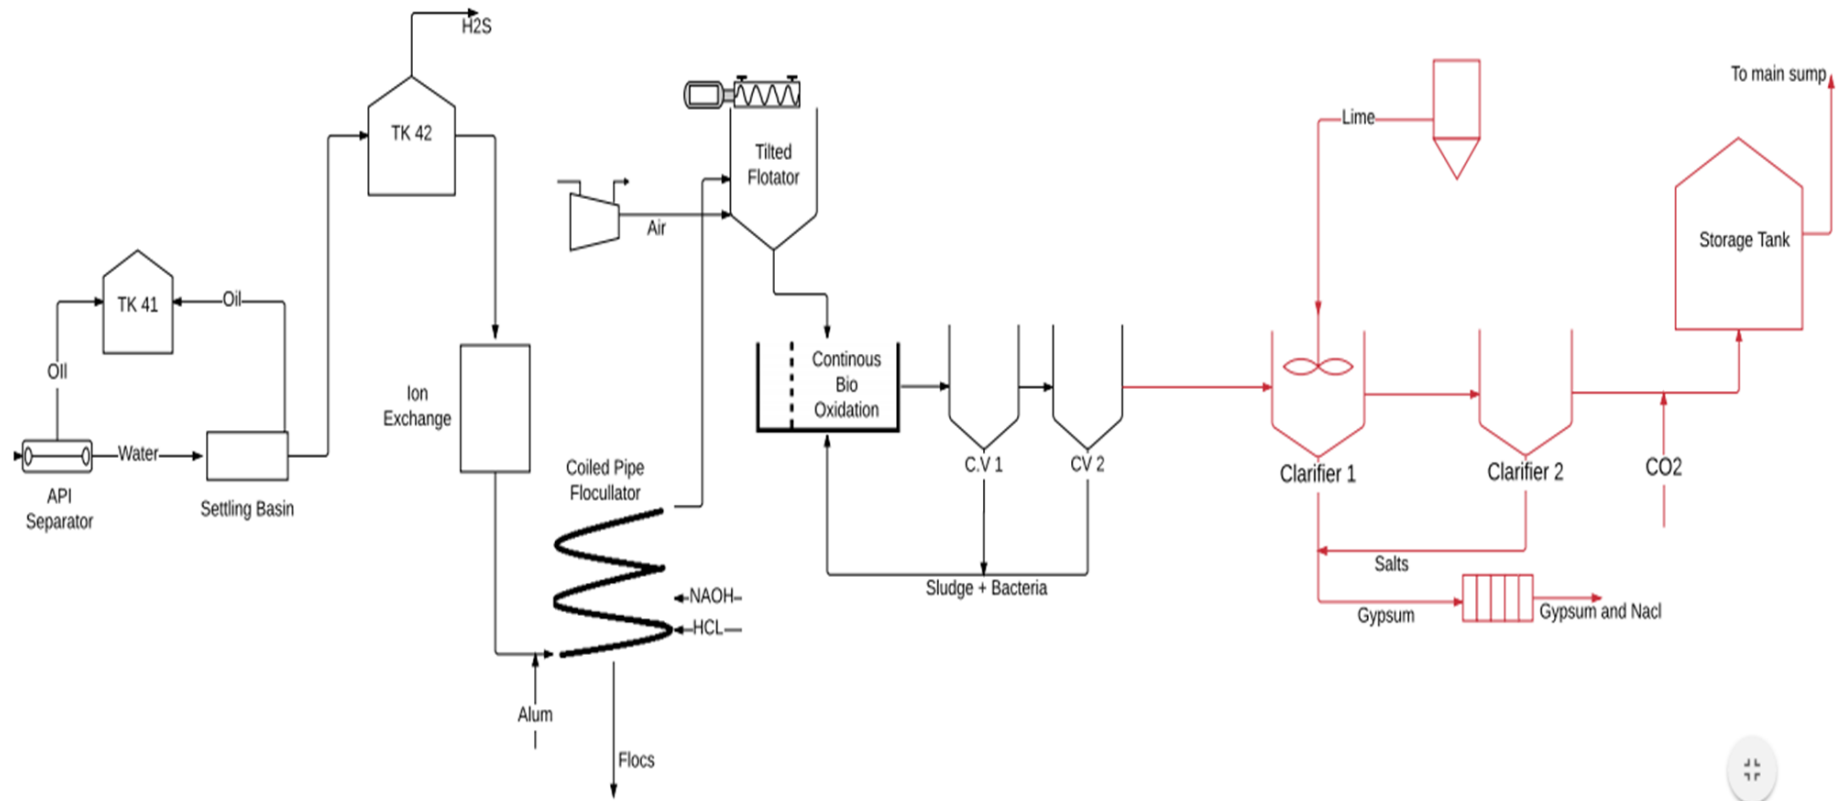 H2S
TK 42
To main sump
Lime
Tilted
Flotator
Air
Storage Tank
TK 41
Oil
OIl
Ion
Exchange
Continous
Bio
Oxidation
Water
API
Separator
Settling Basin
Coiled Pipe
Flocullator
C.V 1
CV 2
Clarifier 1
Clarifier 2
CO2
NAOH
HCL
Sludge + Bacteria
Salts
Gypsum
Gypsum and Nacl
Alum
Flocs